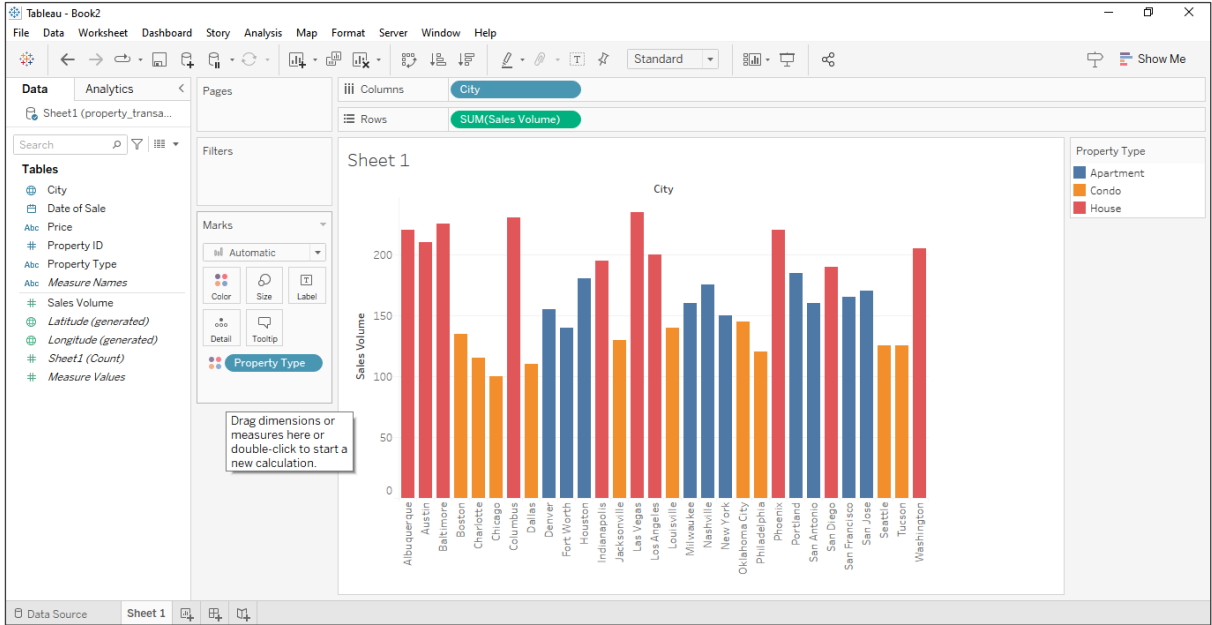 Tableau - Book2
File Data Worksheet Dashboard Story Analysis Map Format Server Window Help
Standard
Show Me
Data Analytics
Sheet1 (property_transa...
Search
Tables
City
Date of Sale
Abc Price
# Property ID
Abc Property Type
Abc Measure Names
# Sales Volume
Latitude (generated)
Longitude (generated)
# Sheet1 (Count)
# Measure Values
Pages
Filters
Marks
Automatic
Color Size Label
Detail Tooltip
Property Type
Drag dimensions or
measures here or
double-click to start a
new calculation.
iii Columns City
Rows SUM(Sales Volume)
Sheet 1
City
Sales Volume
200
150
100
50
0
Albuquerque
Austin
Baltimore
Boston
Charlotte
Chicago
Columbus
Dallas
Denver
Fort Worth
Houston
Indianapolis
Jacksonville
Las Vegas
Los Angeles
Louisville
Milwaukee
Nashville
New York
Oklahoma City
Philadelphia
Phoenix
Portland
San Antonio
San Diego
San Francisco
San Jose
Seattle
Tucson
Washington
Property Type
Apartment
Condo
House
Data Source Sheet 1